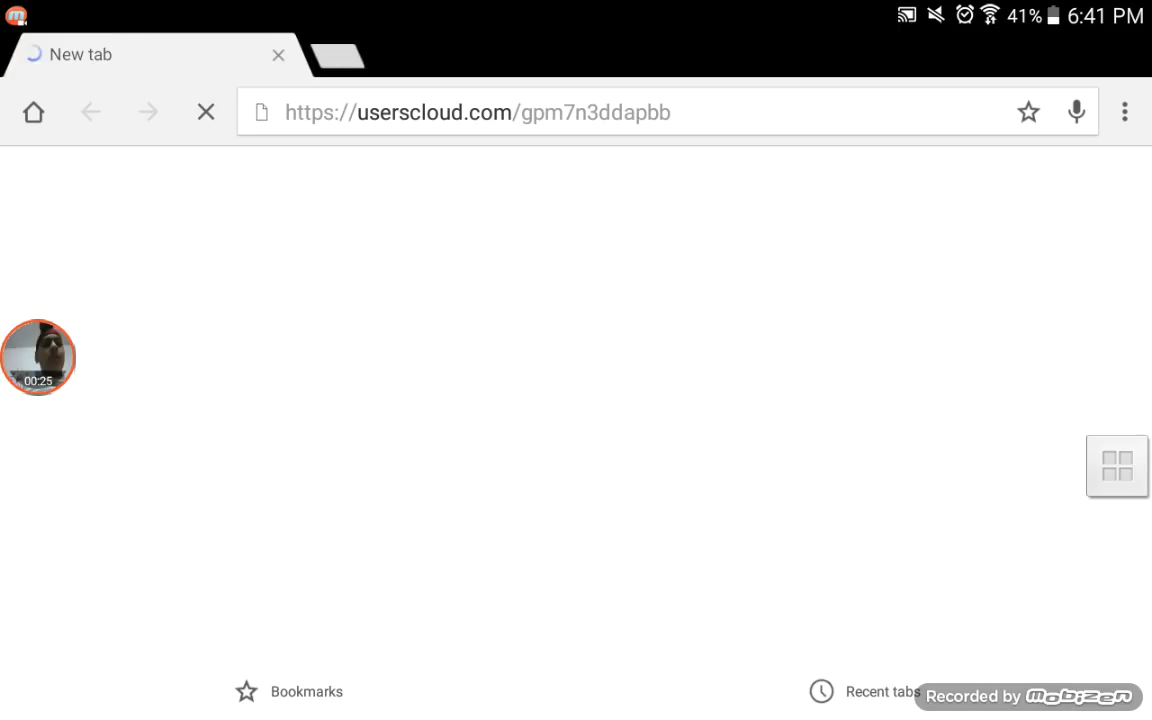 41% 6:41 PM
New tab
https://userscloud.com/gpm7n3ddapbb
00:25
Bookmarks
Recent tabs
Recorded by mobizen